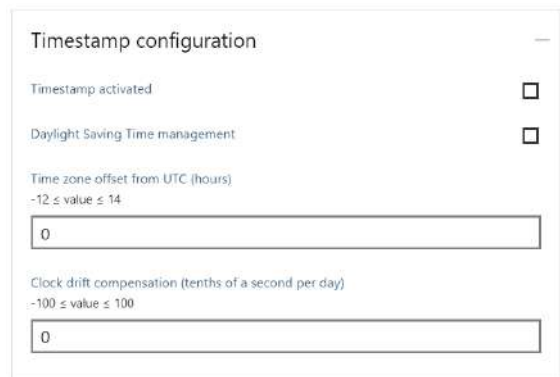 Timestamp configuration
Timestamp activated
Daylight Saving Time management
Time zone offset from UTC (hours)
-12 ≤ value ≤ 14
0
Clock drift compensation (tenths of a second per day)
-100 ≤ value ≤ 100
0